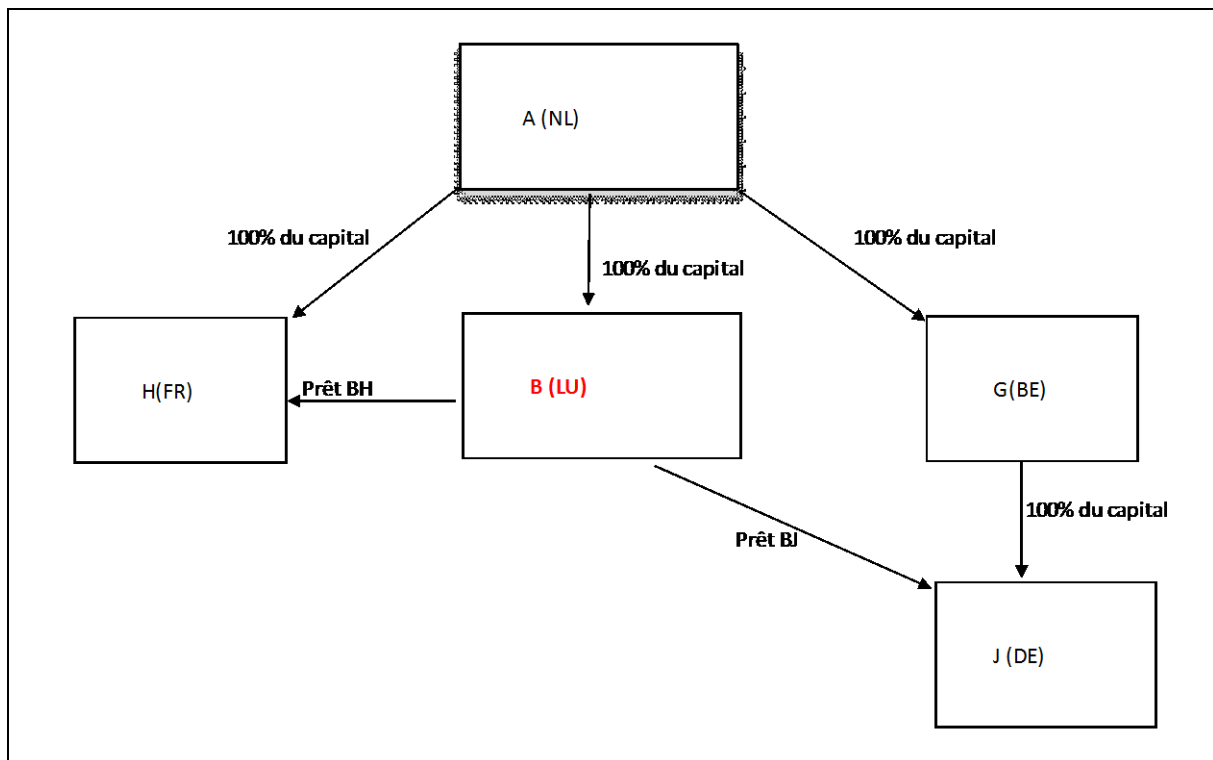 A (NL)
100% du capital
100% du capital
100% du capital
H(FR)
Prêt BH
B (LU)
G(BE)
100% du capital
Prêt BJ
J (DE)